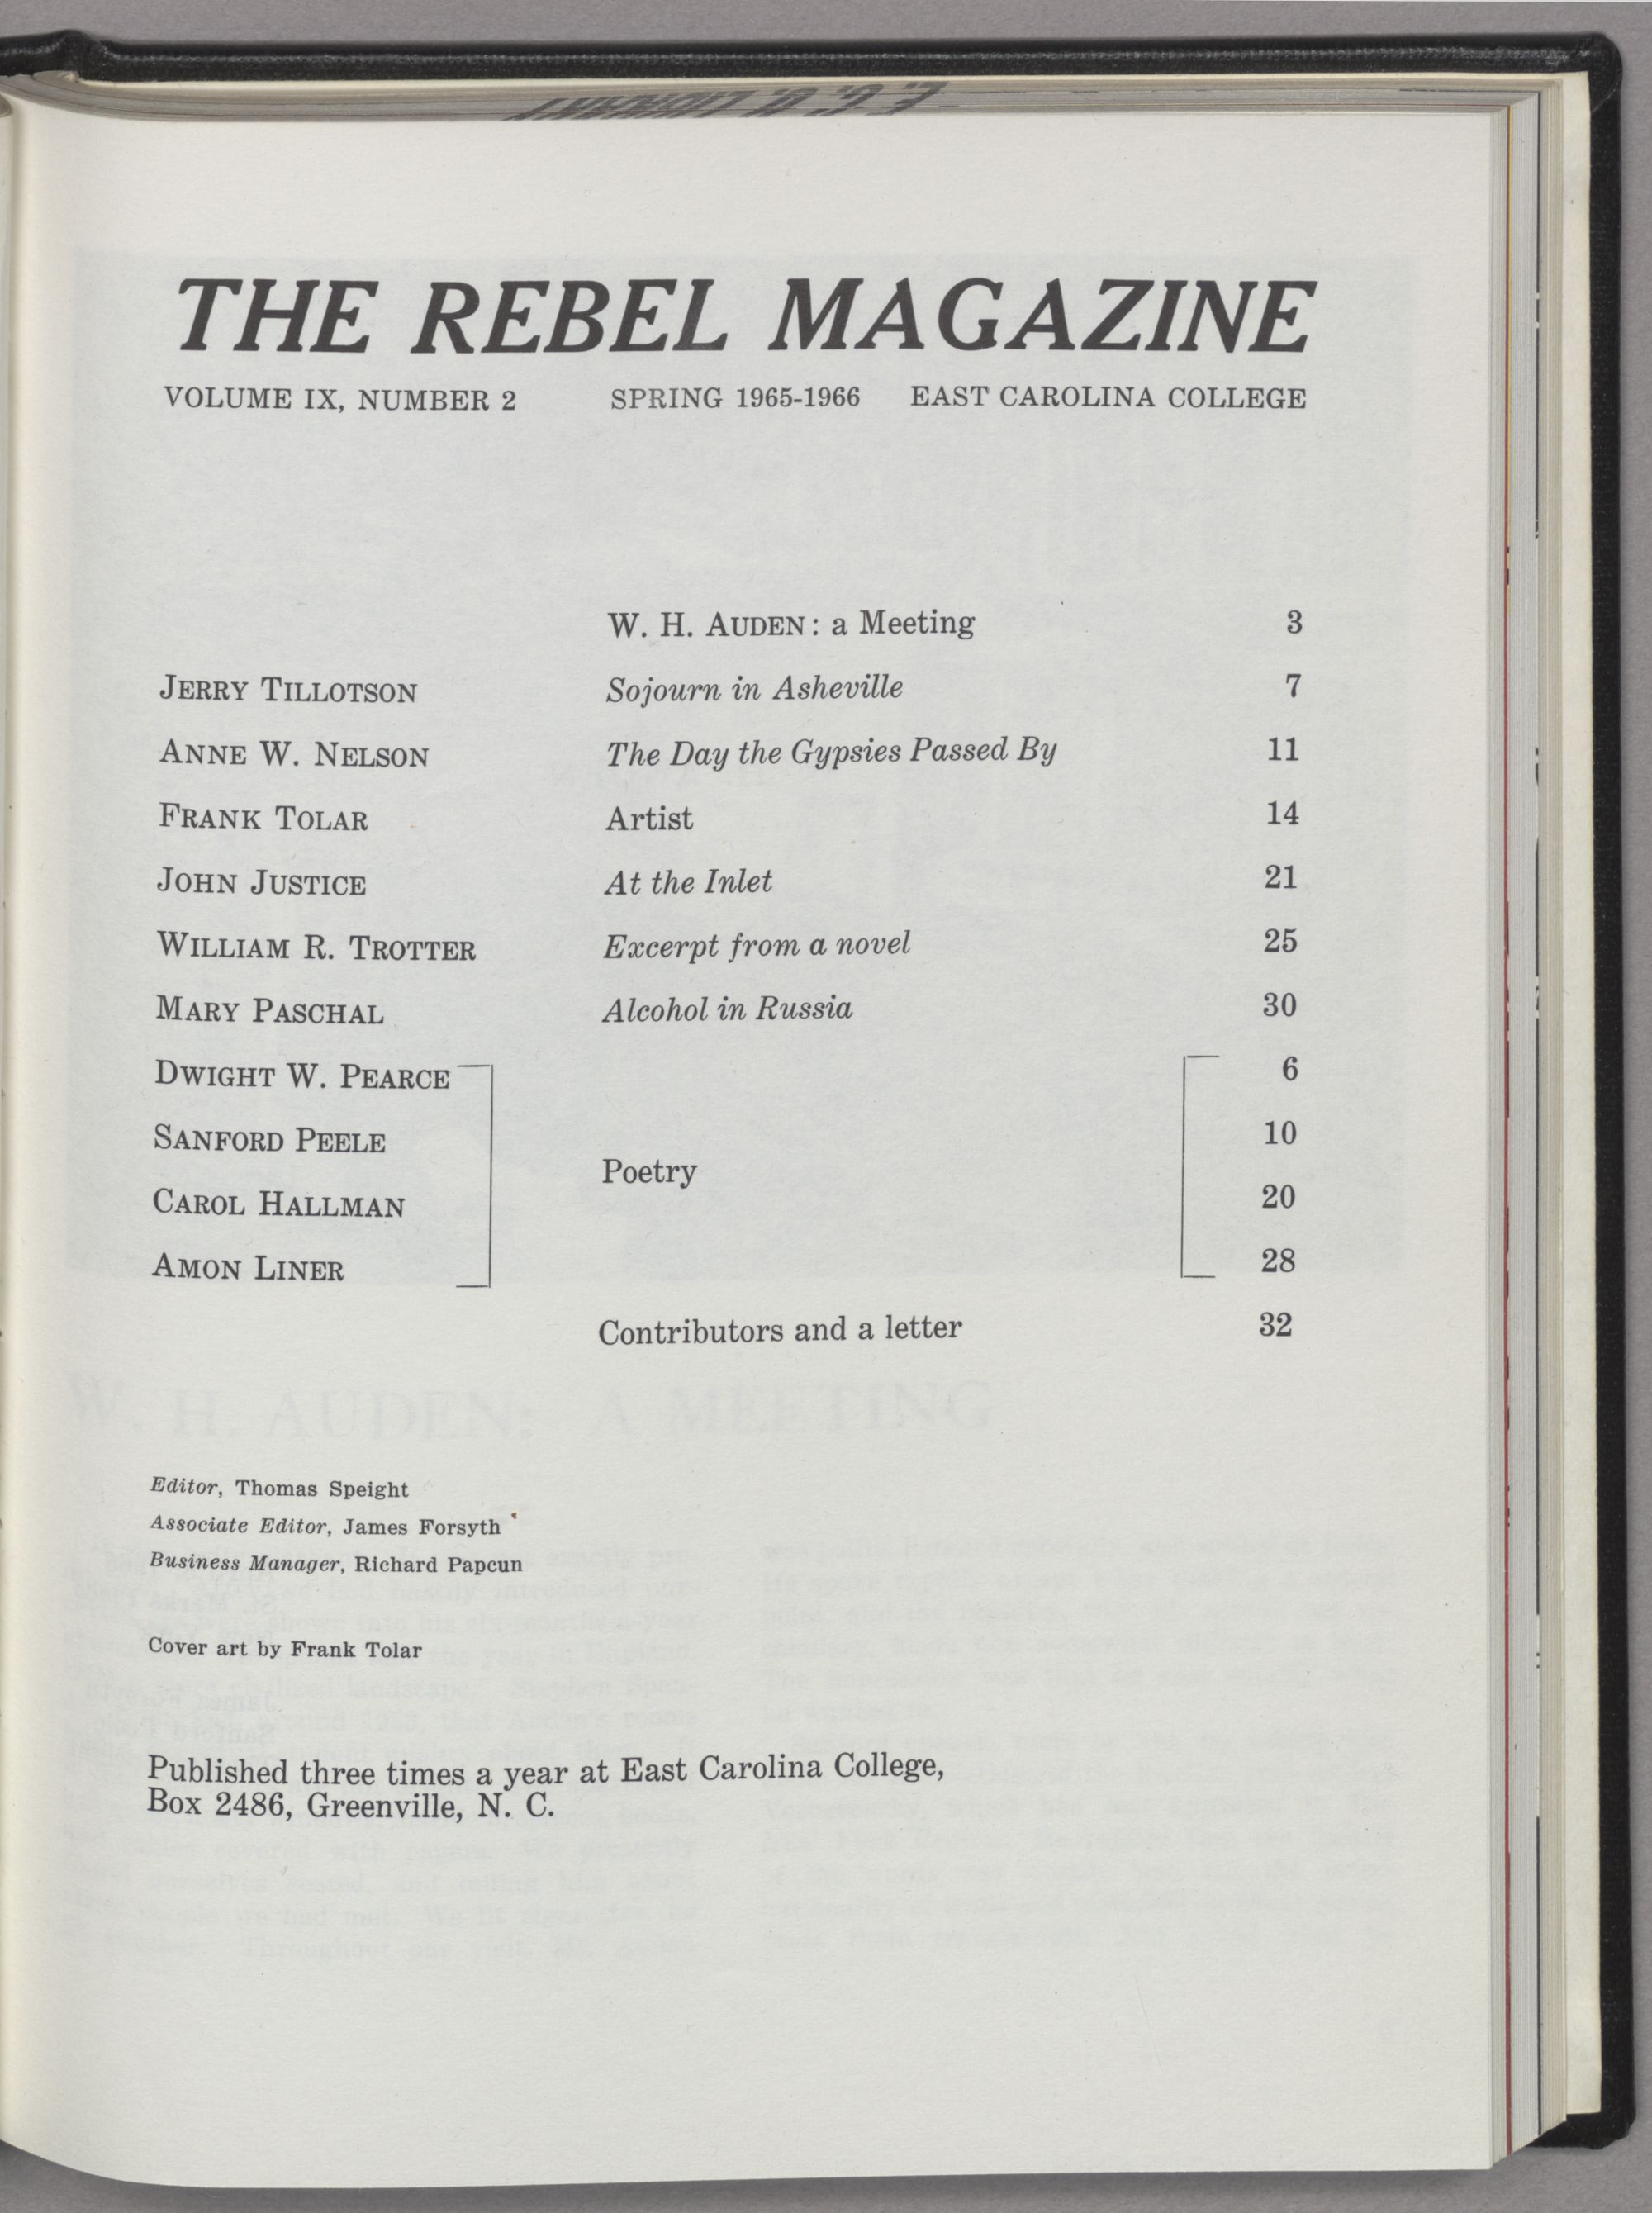 E. C. U. LIBRARY
THE REBEL MAGAZINE
VOLUME IX, NUMBER 2 SPRING 1965-1966 EAST CAROLINA COLLEGE
W. H. AUDEN: a Meeting 3
JERRY TILLOTSON Sojourn in Asheville 7
ANNE W. NELSON The Day the Gypsies Passed By 11
FRANK TOLAR Artist 14
JOHN JUSTICE At the Inlet 21
WILLIAM R. TROTTER Excerpt from a novel 25
MARY PASCHAL Alcohol in Russia 30
DWIGHT W. PEARCE 6
SANFORD PEELE 10
Poetry
CAROL HALLMAN 20
AMON LINER 28
Contributors and a letter 32
W. H. AUDEN: A MEETING
Editor, Thomas Speight
Associate Editor, James Forsyth
Business Manager, Richard Papcun
Cover art by Frank Tolar
Published three times a year at East Carolina College,
Box 2486, Greenville, N. C.